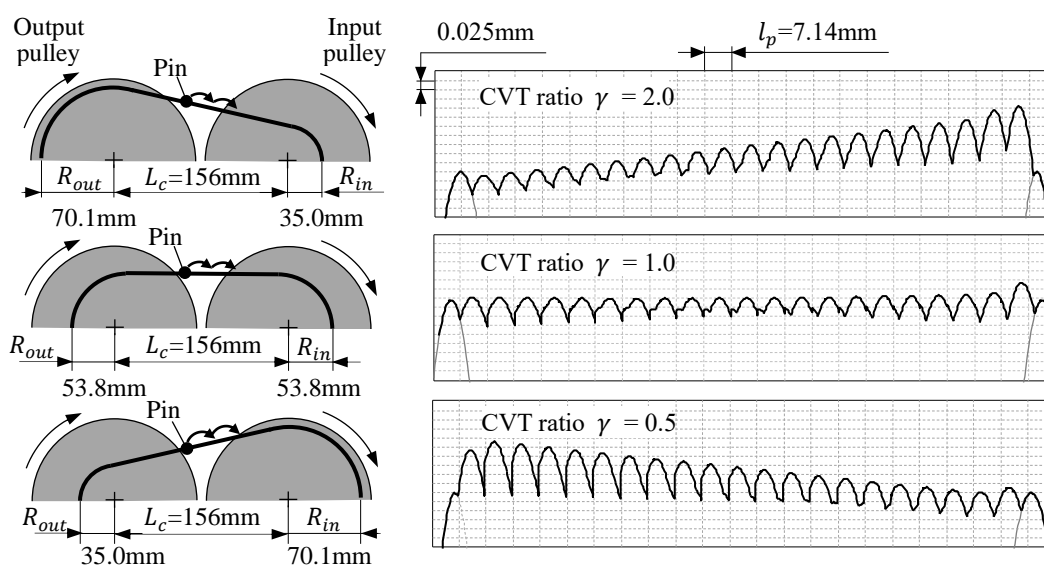 Output
pulley
Input
pulley
Pin
R_out
L_c=156mm
R_in
70.1mm
35.0mm
0.025mm
l_p=7.14mm
CVT ratio γ = 2.0
Pin
R_out
L_c=156mm
R_in
53.8mm
53.8mm
CVT ratio γ = 1.0
Pin
R_out
L_c=156mm
R_in
35.0mm
70.1mm
CVT ratio γ = 0.5